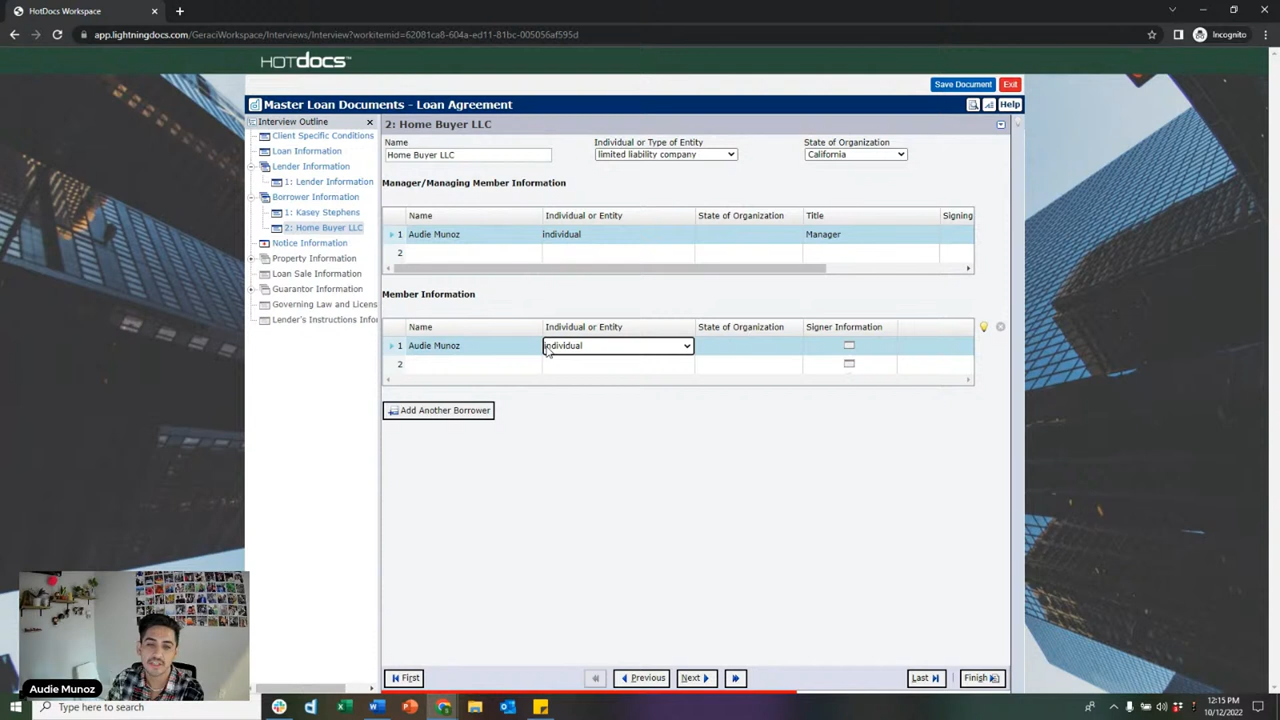 HotDocs Workspace
Incognito
app.lightningdocs.com/GeraciWorkspace/Interviews/Interview?workitemid=62081ca8-604a-ed11-81bc-005056afb95d
HOTDOCS
Save Document Exit
Master Loan Documents - Loan Agreement Help
Interview Outline
Client Specific Conditions
Loan Information
Lender Information
1: Lender Information
Borrower Information
1: Kasey Stephens
2: Home Buyer LLC
Notice Information
Property Information
Loan Sale Information
Guarantor Information
Governing Law and Licens
Lender's Instructions Infor
2: Home Buyer LLC
Name Individual or Type of Entity State of Organization
Home Buyer LLC limited liability company California
Manager/Managing Member Information
Name Individual or Entity State of Organization Title Signing
1 Audie Munoz individual Manager
2
Member Information
Name Individual or Entity State of Organization Signer Information
1 Audie Munoz individual
2
Add Another Borrower
First Previous Next Last Finish
Audie Munoz
Type here to search
12:15 PM
10/12/2022